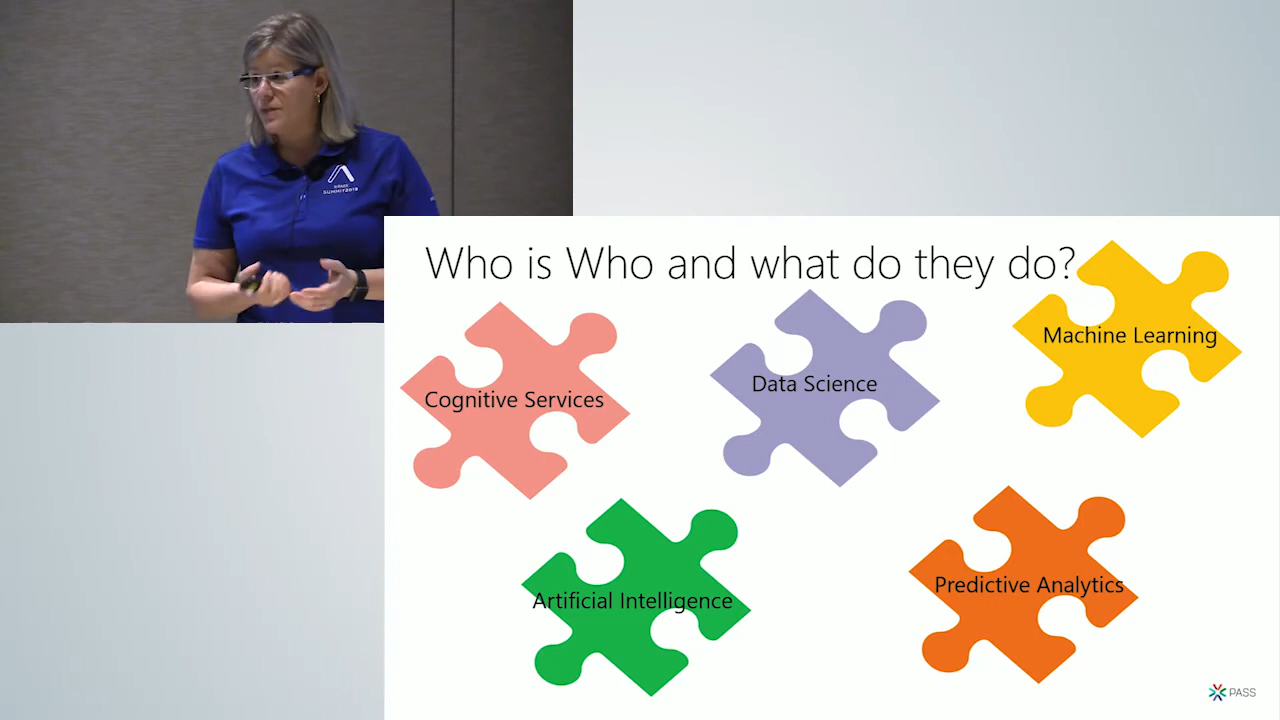 SUMMIT2019
Who is Who and what do they do?
Machine Learning
Data Science
Cognitive Services
Predictive Analytics
Artificial Intelligence
PASS